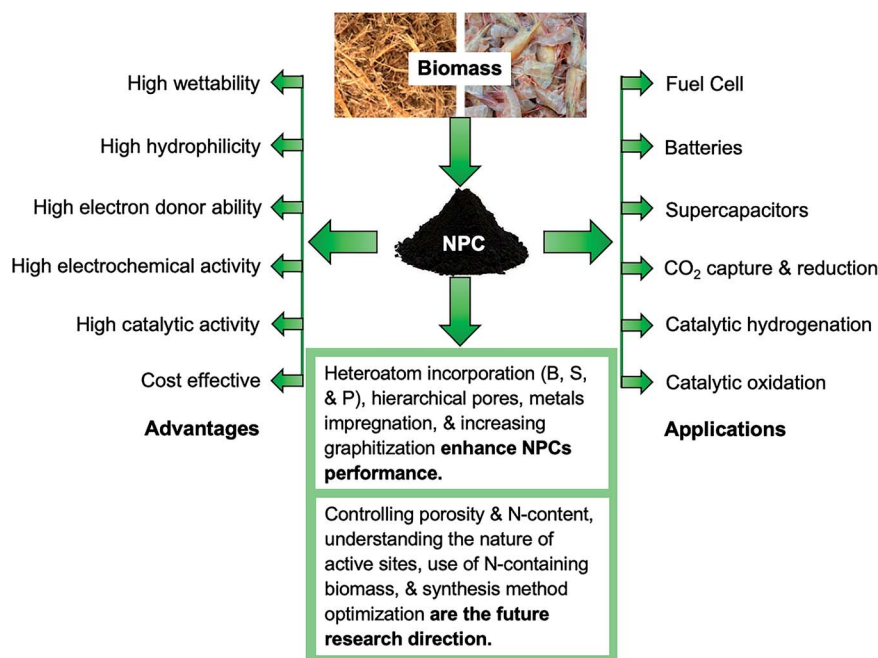 Biomass
High wettability
High hydrophilicity
High electron donor ability
High electrochemical activity
High catalytic activity
Cost effective
Advantages
NPC
Fuel Cell
Batteries
Supercapacitors
CO₂ capture & reduction
Catalytic hydrogenation
Catalytic oxidation
Applications
Heteroatom incorporation (B, S,
& P), hierarchical pores, metals
impregnation, & increasing
graphitization enhance NPCs
performance.
Controlling porosity & N-content,
understanding the nature of
active sites, use of N-containing
biomass, & synthesis method
optimization are the future
research direction.